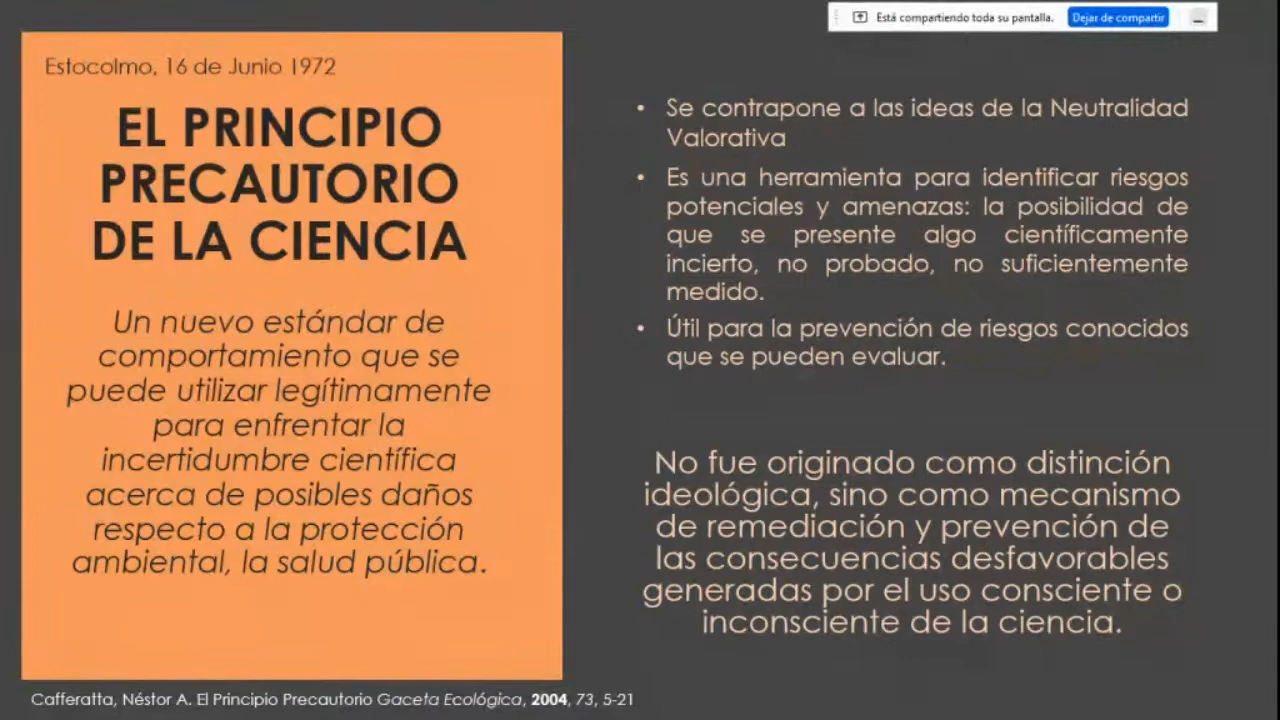 Está compartiendo toda su pantalla.
Dejar de compartir
Estocolmo, 16 de Junio 1972
EL PRINCIPIO
PRECAUTORIO
DE LA CIENCIA
Un nuevo estándar de
comportamiento que se
puede utilizar legítimamente
para enfrentar la
incertidumbre científica
acerca de posibles daños
respecto a la protección
ambiental, la salud pública.
• Se contrapone a las ideas de la Neutralidad
Valorativa
• Es una herramienta para identificar riesgos
potenciales y amenazas: la posibilidad de
que se presente algo científicamente
incierto, no probado, no suficientemente
medido.
• Útil para la prevención de riesgos conocidos
que se pueden evaluar.
No fue originado como distinción
ideológica, sino como mecanismo
de remediación y prevención de
las consecuencias desfavorables
generadas por el uso consciente o
inconsciente de la ciencia.
Cafferatta, Néstor A. El Principio Precautorio Gaceta Ecológica, 2004, 73, 5-21